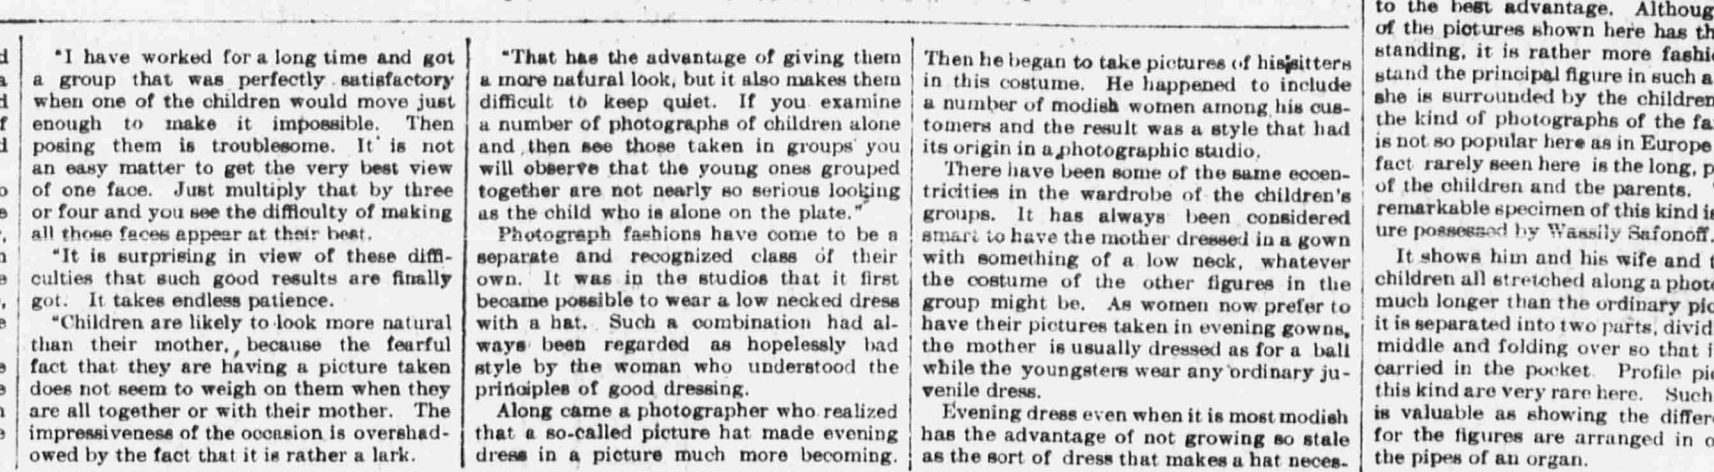 "I have worked for a long time and got
a group that was perfectly satisfactory
when one of the children would move just
enough to make it impossible. Then
posing them is troublesome. It is not
an easy matter to get the very best view
of one face. Just multiply that by three
or four and you see the difficulty of making
all those faces appear at their best.
"It is surprising in view of these diffi-
culties that such good results are finally
got. It takes endless patience.
"Children are likely to look more natural
than their mother, because the fearful
fact that they are having a picture taken
does not seem to weigh on them when they
are all together or with their mother. The
impressiveness of the occasion is overshad-
owed by the fact that it is rather a lark.
"That has the advantage of giving them
a more natural look, but it also makes them
difficult to keep quiet. If you examine
a number of photographs of children alone
and then see those taken in groups you
will observe that the young ones grouped
together are not nearly so serious looking
as the child who is alone on the plate."
Photograph fashions have come to be a
separate and recognized class of their
own. It was in the studios that it first
became possible to wear a low necked dress
with a hat. Such a combination had al-
ways been regarded as hopelessly bad
style by the woman who understood the
principles of good dressing.
Along came a photographer who realized
that a so-called picture hat made evening
dress in a picture much more becoming.
Then he began to take pictures of his sitters
in this costume. He happened to include
a number of modish women among his cus-
tomers and the result was a style that had
its origin in a photographic studio.
There have been some of the same eccen-
tricities in the wardrobe of the children's
groups. It has always been considered
smart to have the mother dressed in a gown
with something of a low neck, whatever
the costume of the other figures in the
group might be. As women now prefer to
have their pictures taken in evening gowns,
the mother is usually dressed as for a ball
while the youngsters wear any ordinary ju-
venile dress.
Evening dress even when it is most modish
has the advantage of not growing so stale
as the sort of dress that makes a hat neces-
to the best advantage. Althoug
of the pictures shown here has th
standing, it is rather more fashi
stand the principal figure in such a
she is surrounded by the children
the kind of photographs of the fa
is not so popular here as in Europe
fact rarely seen here is the long, p
of the children and the parents.
remarkable specimen of this kind is
ure possessed by Wassily Safonoff.
It shows him and his wife and t
children all stretched along a photo
much longer than the ordinary pic
it is separated into two parts, divid
middle and folding over so that i
carried in the pocket. Profile pic
this kind are very rare here. Such
is valuable as showing the differ
for the figures are arranged in o
the pipes of an organ.